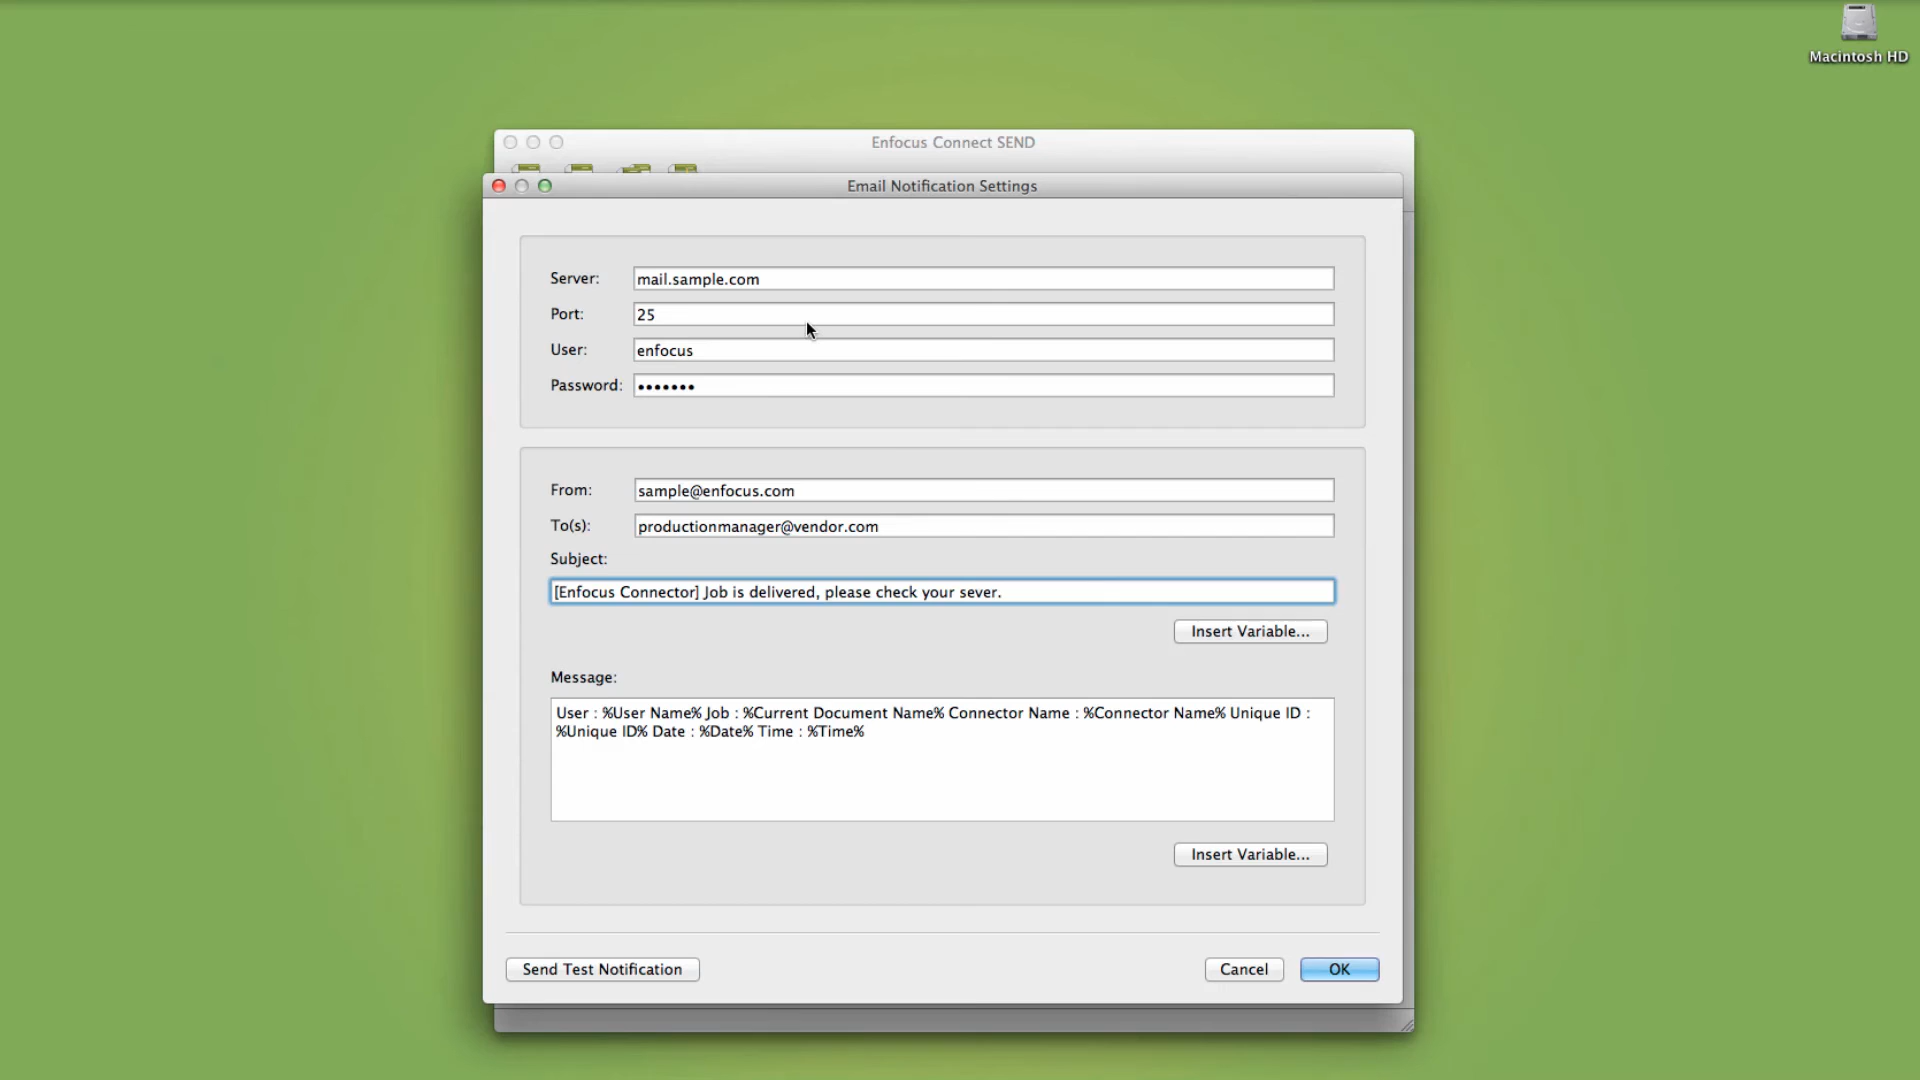 Macintosh HD
Enfocus Connect SEND
Email Notification Settings
Server: mail.sample.com
Port: 25
User: enfocus
Password: •••••••
From: sample@enfocus.com
To(s): productionmanager@vendor.com
Subject:
[Enfocus Connector] Job is delivered, please check your sever.
Insert Variable...
Message:
User : %User Name% Job : %Current Document Name% Connector Name : %Connector Name% Unique ID :
%Unique ID% Date : %Date% Time : %Time%
Insert Variable...
Send Test Notification Cancel OK